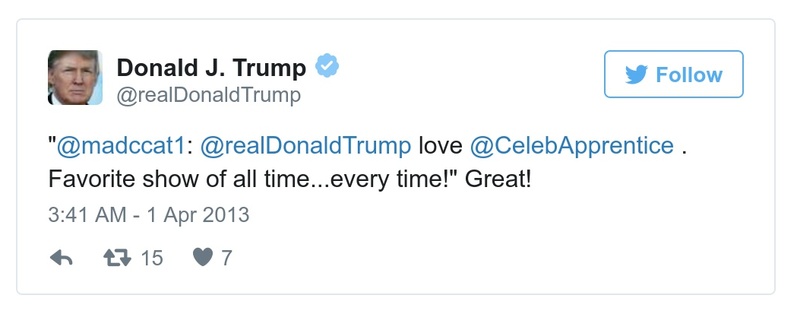 Donald J. Trump
@realDonaldTrump
Follow
"@madccat1: @realDonaldTrump love @CelebApprentice .
Favorite show of all time...every time!" Great!
3:41 AM - 1 Apr 2013
15 7